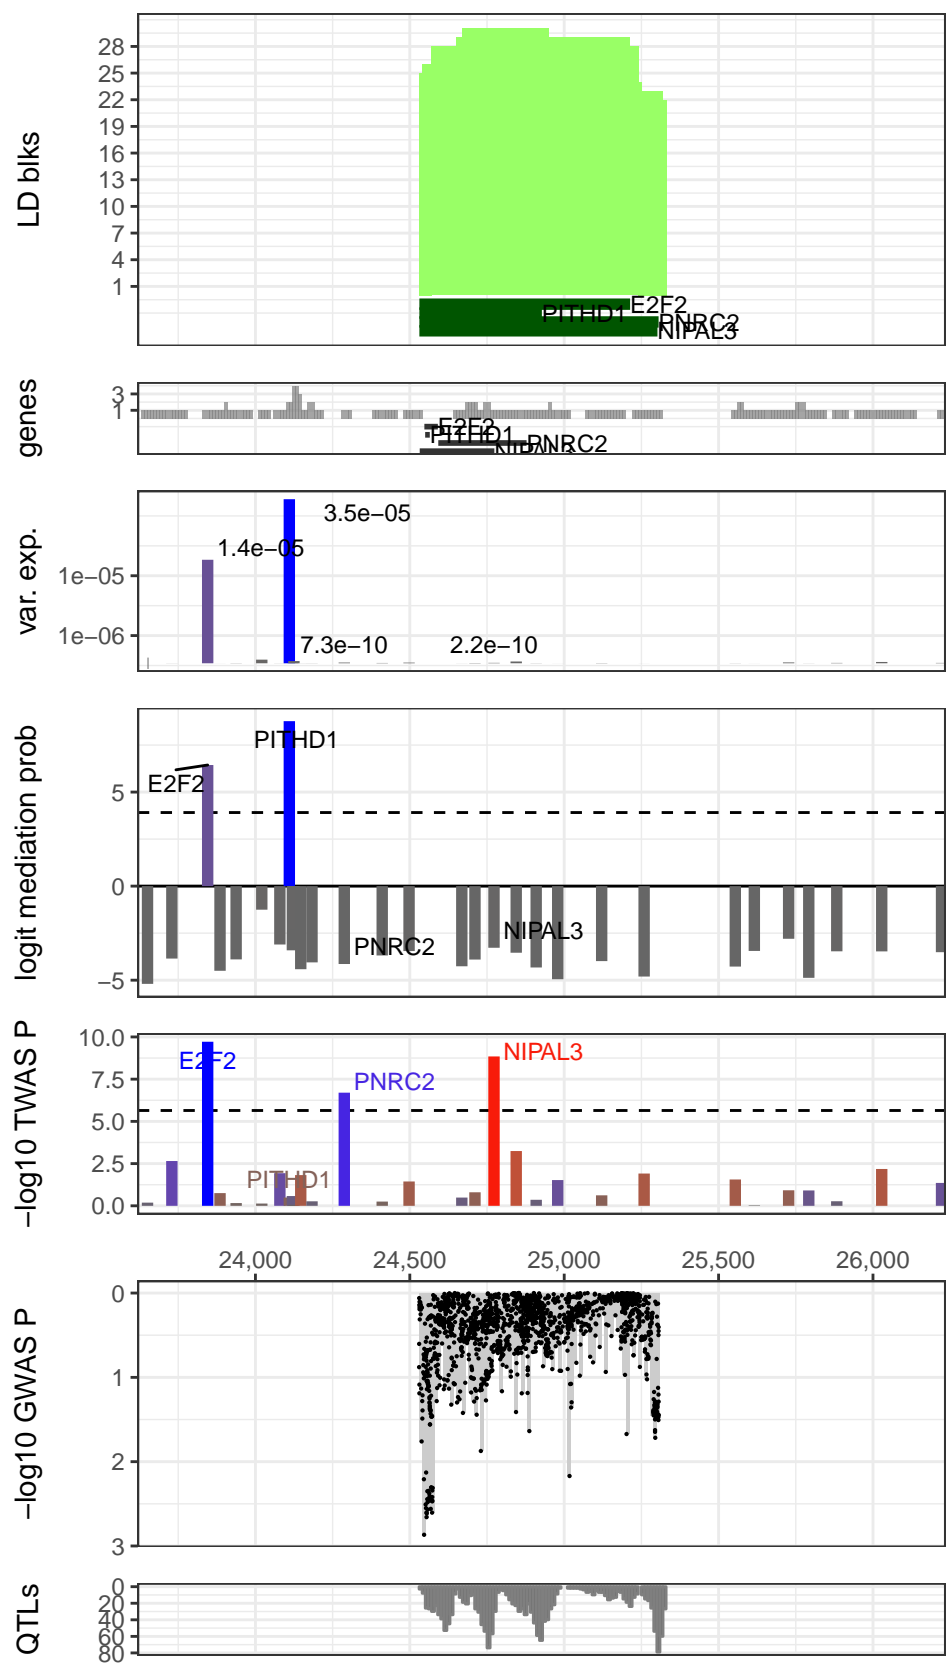 LD blks
28
25
22
19
16
13
10
7
4
1
E2F2
PITHD1
PNRC2
NIPAL3
genes
3
1
E2F2
PITHD1
PNRC2
NIPAL3
var. exp.
1e−05
1e−06
3.5e−05
1.4e−05
7.3e−10
2.2e−10
logit mediation prob
5
0
−5
PITHD1
E2F2
NIPAL3
PNRC2
−log10 TWAS P
10.0
7.5
5.0
2.5
0.0
E2F2
NIPAL3
PNRC2
PITHD1
24,000
24,500
25,000
25,500
26,000
−log10 GWAS P
0
1
2
3
QTLs
0
20
40
60
80